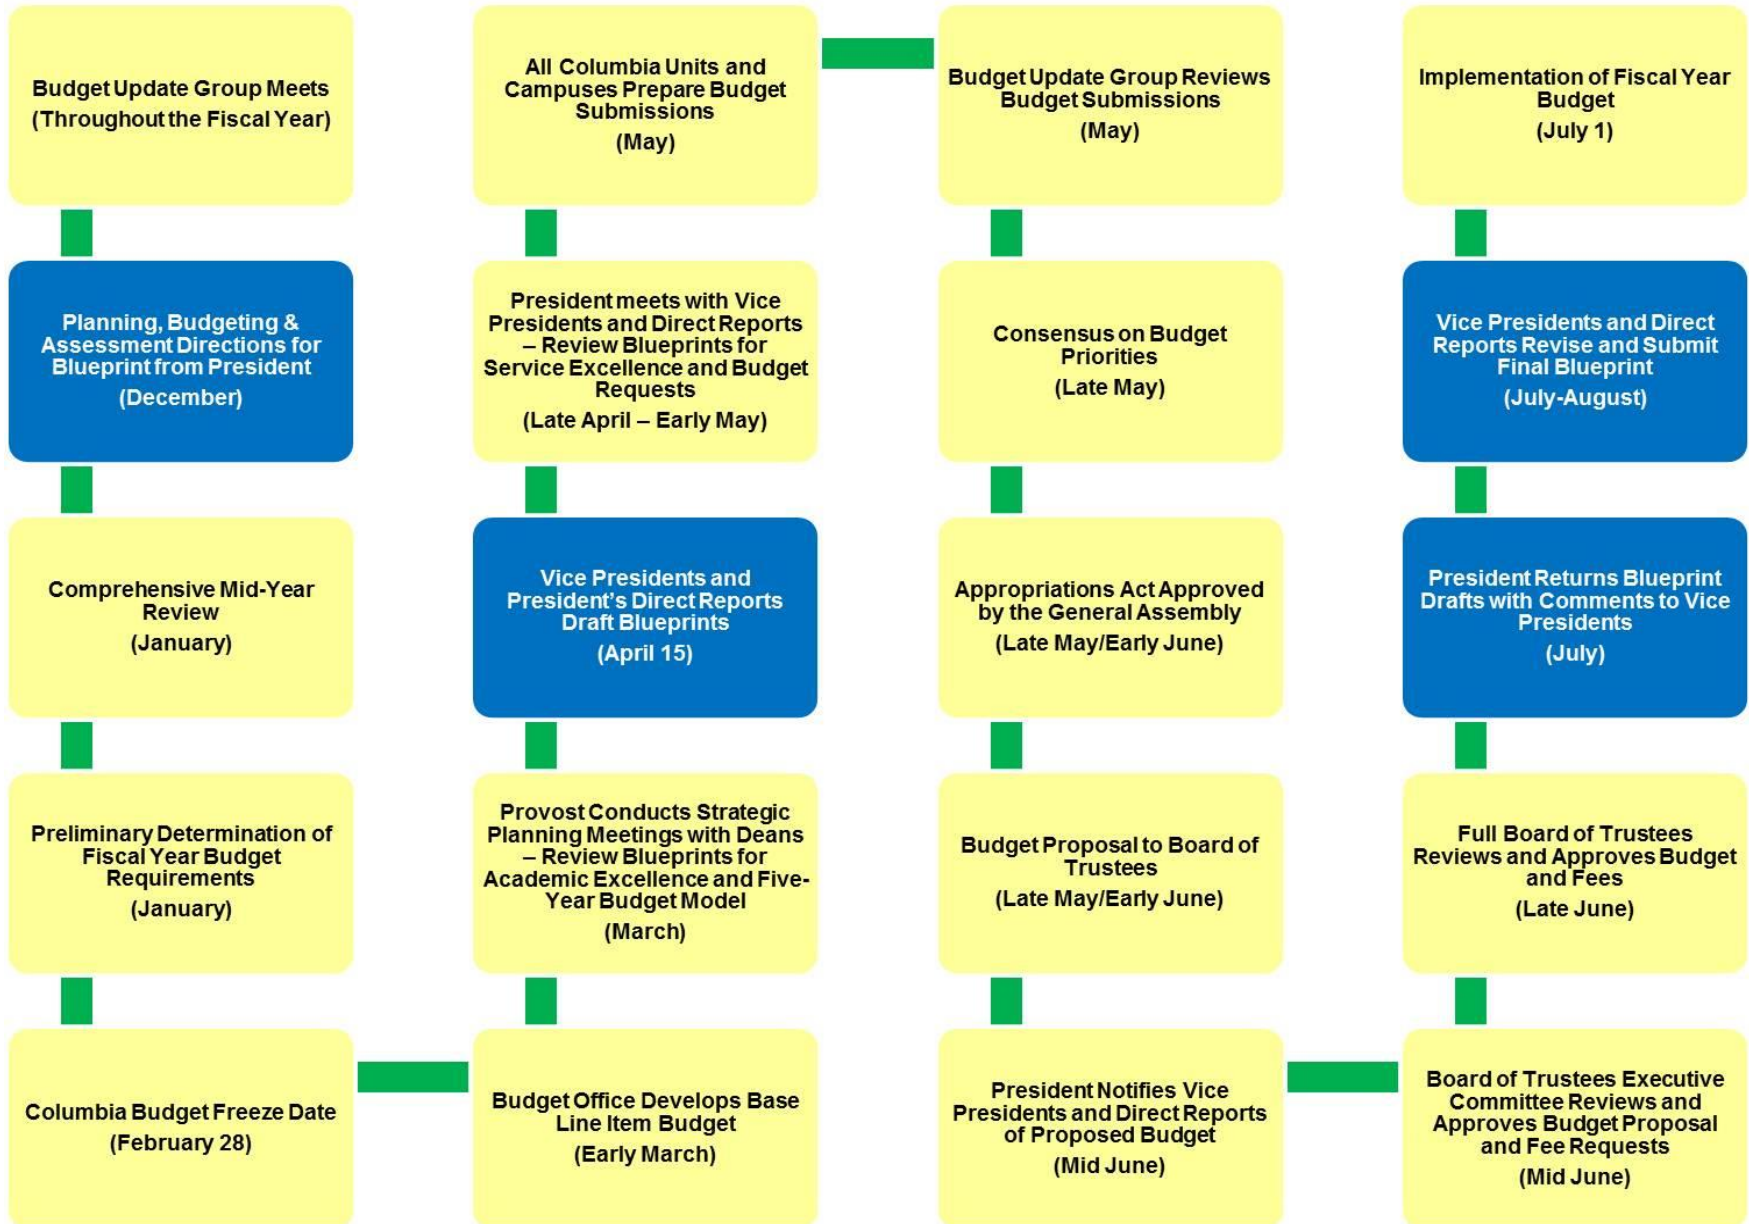 Budget Update Group Meets
(Throughout the Fiscal Year)
Planning, Budgeting &
Assessment Directions for
Blueprint from President
(December)
Comprehensive Mid-Year
Review
(January)
Preliminary Determination of
Fiscal Year Budget
Requirements
(January)
Columbia Budget Freeze Date
(February 28)
Budget Office Develops Base
Line Item Budget
(Early March)
Provost Conducts Strategic
Planning Meetings with Deans
– Review Blueprints for
Academic Excellence and Five-
Year Budget Model
(March)
Vice Presidents and
President’s Direct Reports
Draft Blueprints
(April 15)
President meets with Vice
Presidents and Direct Reports
– Review Blueprints for
Service Excellence and Budget
Requests
(Late April – Early May)
All Columbia Units and
Campuses Prepare Budget
Submissions
(May)
Budget Update Group Reviews
Budget Submissions
(May)
Consensus on Budget
Priorities
(Late May)
Appropriations Act Approved
by the General Assembly
(Late May/Early June)
Budget Proposal to Board of
Trustees
(Late May/Early June)
President Notifies Vice
Presidents and Direct Reports
of Proposed Budget
(Mid June)
Board of Trustees Executive
Committee Reviews and
Approves Budget Proposal
and Fee Requests
(Mid June)
Full Board of Trustees
Reviews and Approves Budget
and Fees
(Late June)
President Returns Blueprint
Drafts with Comments to Vice
Presidents
(July)
Vice Presidents and Direct
Reports Revise and Submit
Final Blueprint
(July-August)
Implementation of Fiscal Year
Budget
(July 1)